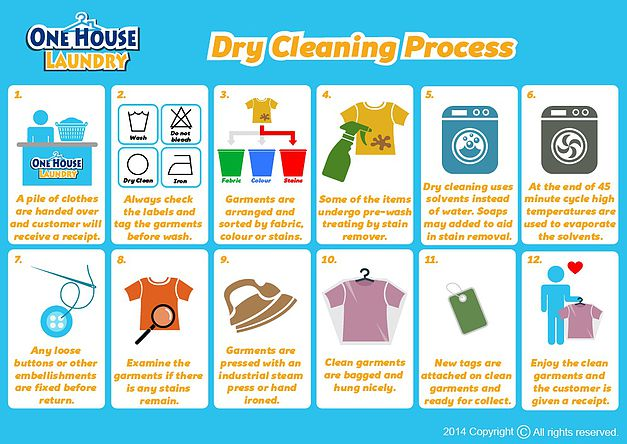 ONE HOUSE
LAUNDRY
Dry Cleaning Process
1.
ONE HOUSE
LAUNDRY
A pile of clothes
are handed over
and customer will
receive a receipt.
2.
Wash
Do not
bleach
Dry Clean
Iron
Always check
the labels and
tag the garments
before wash.
3.
Fabric
Colour
Stains
Garments are
arranged and
sorted by fabric,
colour or stains.
4.
Some of the items
undergo pre-wash
treating by stain
remover.
5.
Dry cleaning uses
solvents instead
of water. Soaps
may added to aid
in stain removal.
6.
At the end of 45
minute cycle high
temperatures are
used to evaporate
the solvents.
7.
Any loose
buttons or other
embellishments
are fixed before
return.
8.
Examine the
garments if there
is any stains
remain.
9.
Garments are
pressed with an
industrial steam
press or hand
ironed.
10.
Clean garments
are bagged and
hung nicely.
11.
New tags are
attached on clean
garments and
ready for collect.
12.
Enjoy the clean
garments and
the customer is
given a receipt.
2014 Copyright © All rights reserved.